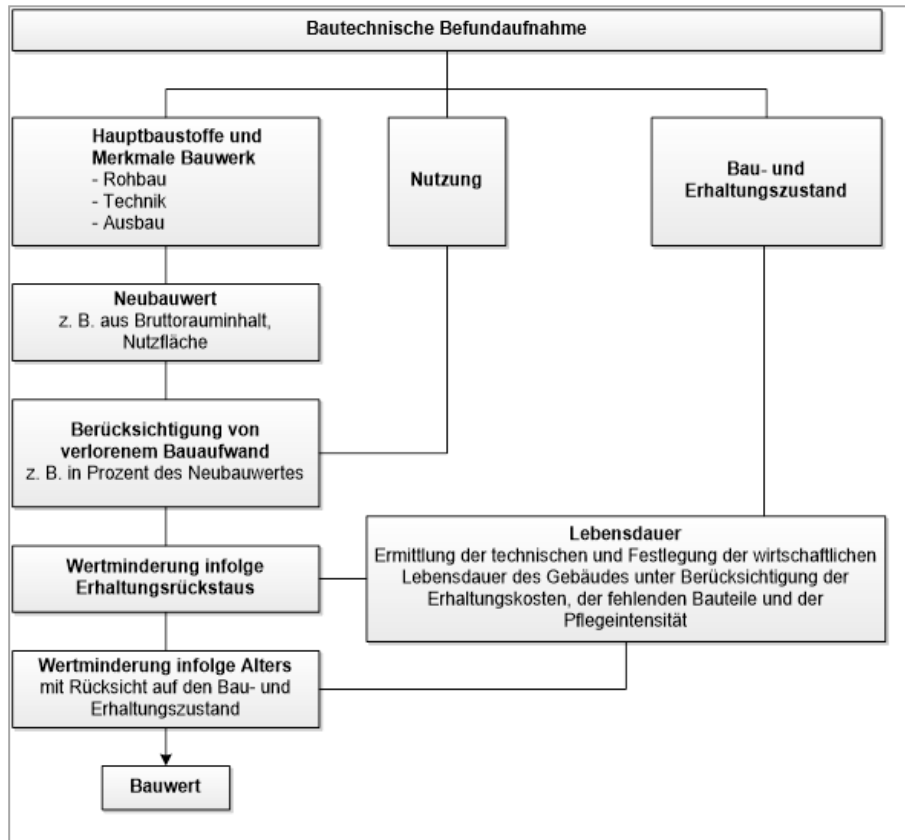 Bautechnische Befundaufnahme
Hauptbaustoffe und
Merkmale Bauwerk
- Rohbau
- Technik
- Ausbau
Nutzung
Bau- und
Erhaltungszustand
Neubauwert
z. B. aus Bruttorauminhalt,
Nutzfläche
Berücksichtigung von
verlorenem Bauaufwand
z. B. in Prozent des Neubauwertes
Lebensdauer
Ermittlung der technischen und Festlegung der wirtschaftlichen
Lebensdauer des Gebäudes unter Berücksichtigung der
Erhaltungskosten, der fehlenden Bauteile und der
Pflegeintensität
Wertminderung infolge
Erhaltungsrückstaus
Wertminderung infolge Alters
mit Rücksicht auf den Bau- und
Erhaltungszustand
Bauwert